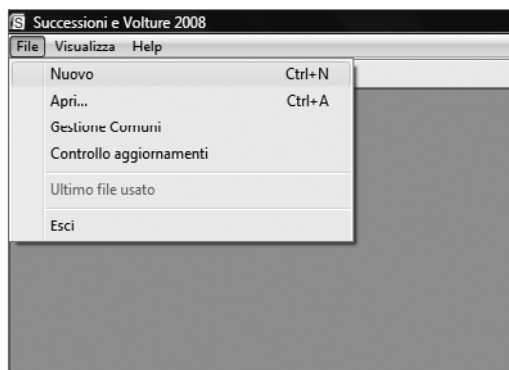 Successioni e Volture 2008
File Visualizza Help
Nuovo Ctrl+N
Apri... Ctrl+A
Gestione Comuni
Controllo aggiornamenti
Ultimo file usato
Esci